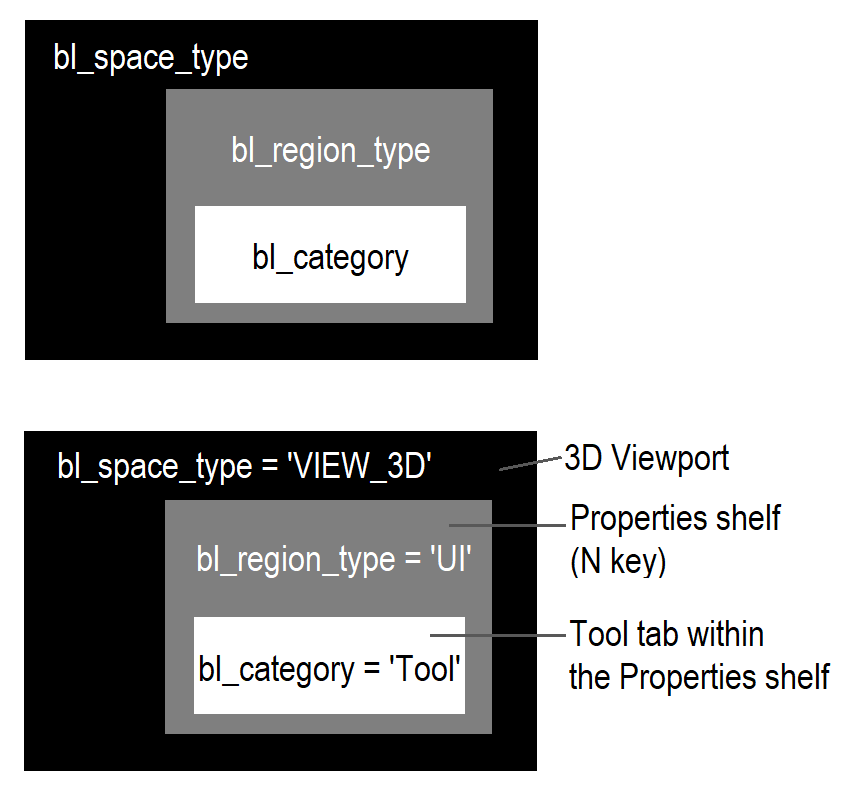 bl_space_type
bl_region_type
bl_category
bl_space_type = 'VIEW_3D'
3D Viewport
Properties shelf
(N key)
bl_region_type = 'UI'
Tool tab within
the Properties shelf
bl_category = 'Tool'